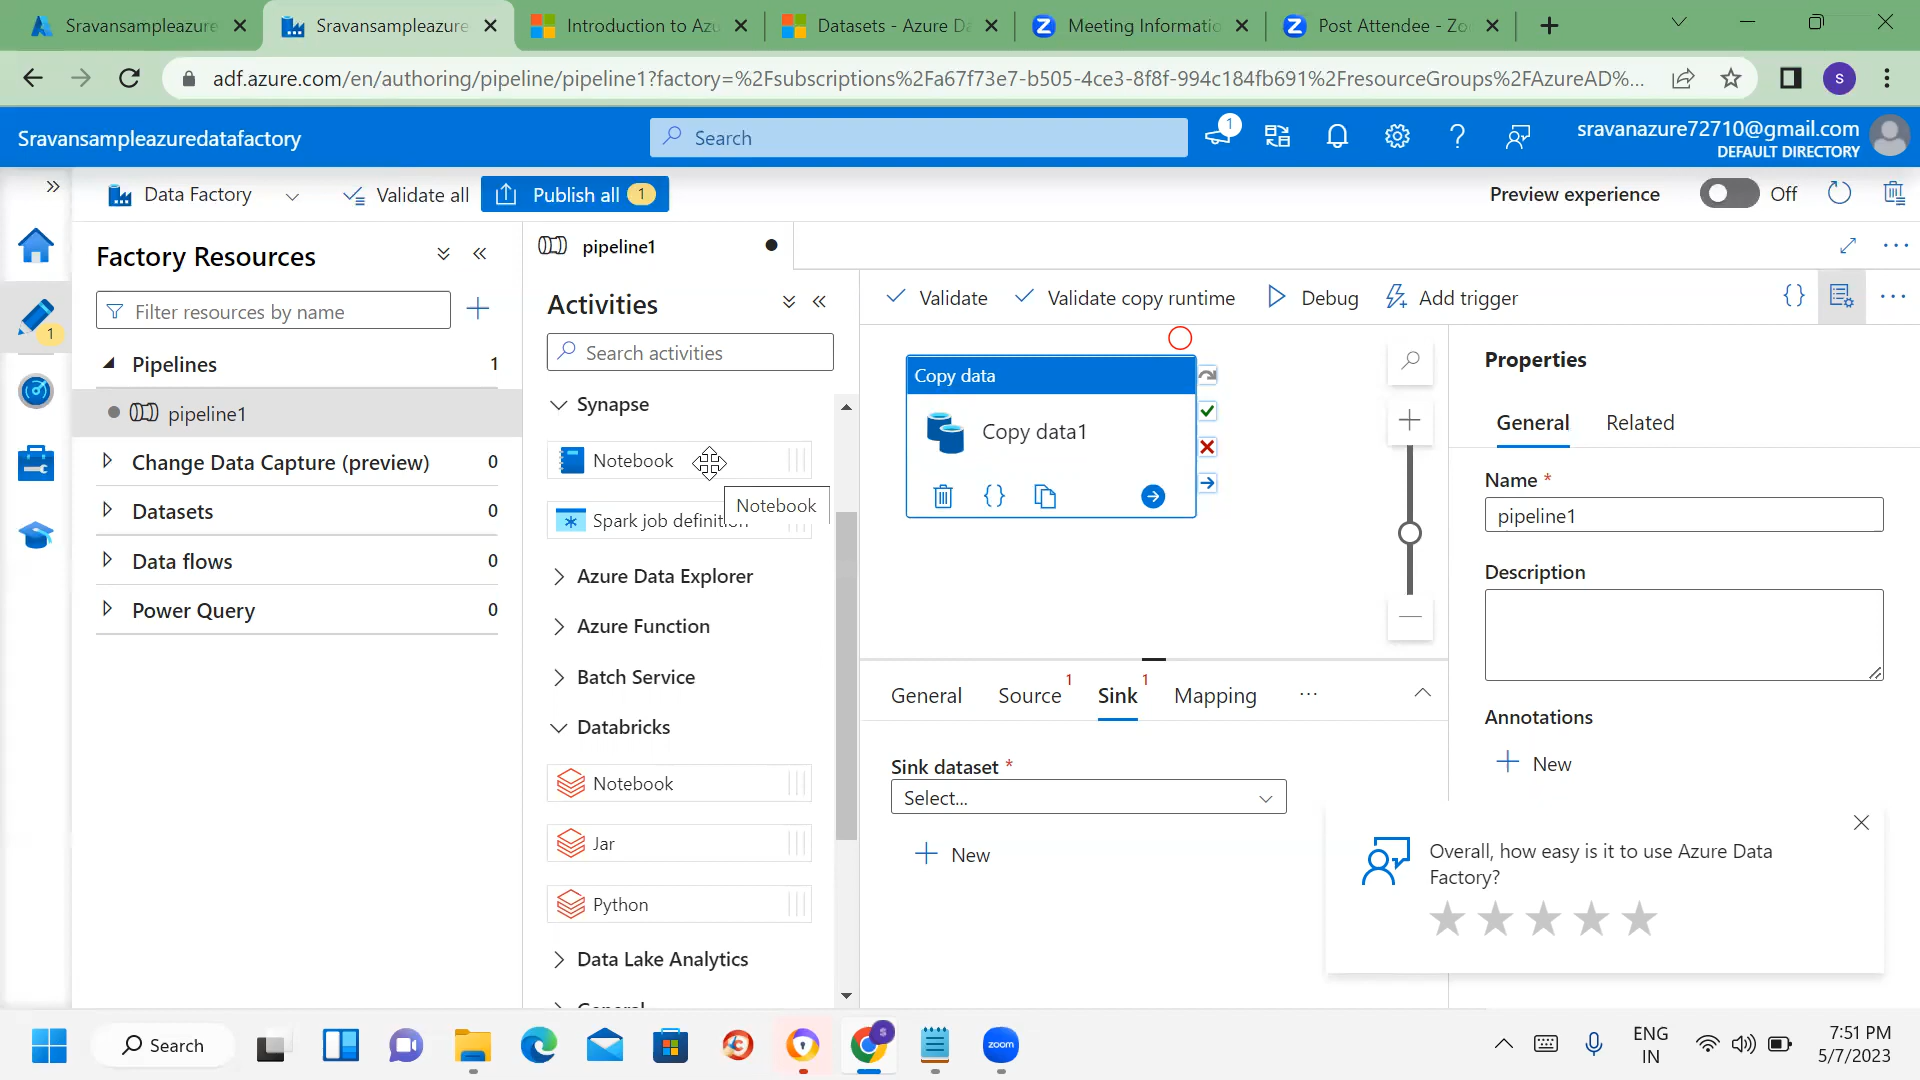 Sravansampleazure
Sravansampleazure
Introduction to Azu
Datasets - Azure Da
Meeting Informatio
Post Attendee - Zo
adf.azure.com/en/authoring/pipeline/pipeline1?factory=%2Fsubscriptions%2Fa67f73e7-b505-4ce3-8f8f-994c184fb691%2FresourceGroups%2FAzureAD%...
S
Sravansampleazuredatafactory
Search
1
sravanazure72710@gmail.com
DEFAULT DIRECTORY
Data Factory
Validate all
Publish all 1
Preview experience
Off
Factory Resources
Filter resources by name
1
Pipelines 1
pipeline1
Change Data Capture (preview) 0
Datasets 0
Data flows 0
Power Query 0
pipeline1
Activities
Search activities
Synapse
Notebook
Notebook
Spark job definition
Azure Data Explorer
Azure Function
Batch Service
Databricks
Notebook
Jar
Python
Data Lake Analytics
General
Validate
Validate copy runtime
Debug
Add trigger
Copy data
Copy data1
General
Source 1
Sink 1
Mapping
...
Sink dataset *
Select...
New
Properties
General
Related
Name *
pipeline1
Description
Annotations
New
Overall, how easy is it to use Azure Data
Factory?
Search
zoom
ENG
IN
7:51 PM
5/7/2023